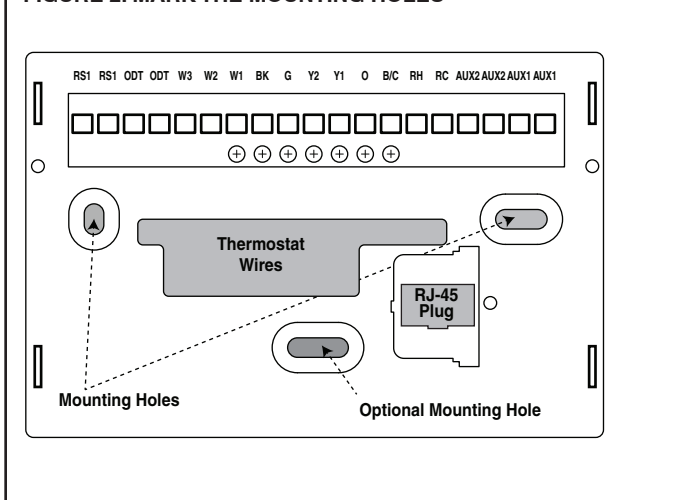 FIGURE 2: MARK THE MOUNTING HOLES
RS1 RS1 ODT ODT W3 W2 W1 BK G Y2 Y1 O B/C RH RC AUX2 AUX2 AUX1 AUX1
Thermostat
Wires
RJ-45
Plug
Mounting Holes
Optional Mounting Hole